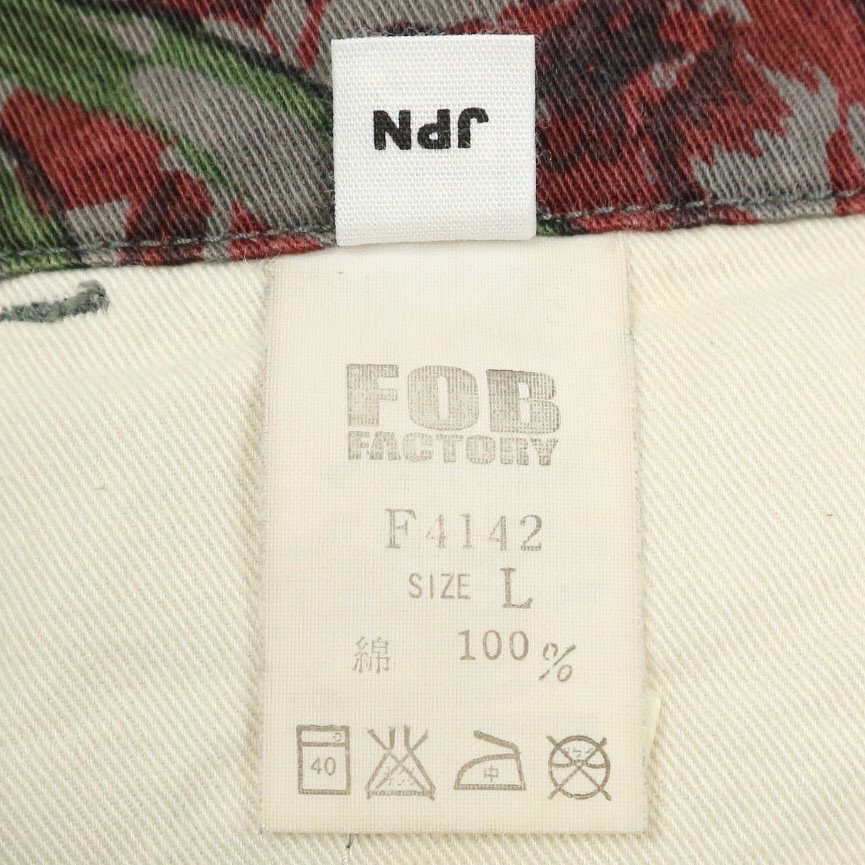 JPN
FOB
FACTORY
F4142
SIZE L
綿 100%
40 中